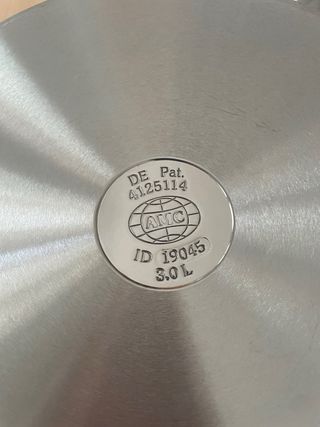 DE Pat.
4125114
AMC
ID 19045
3.0 L